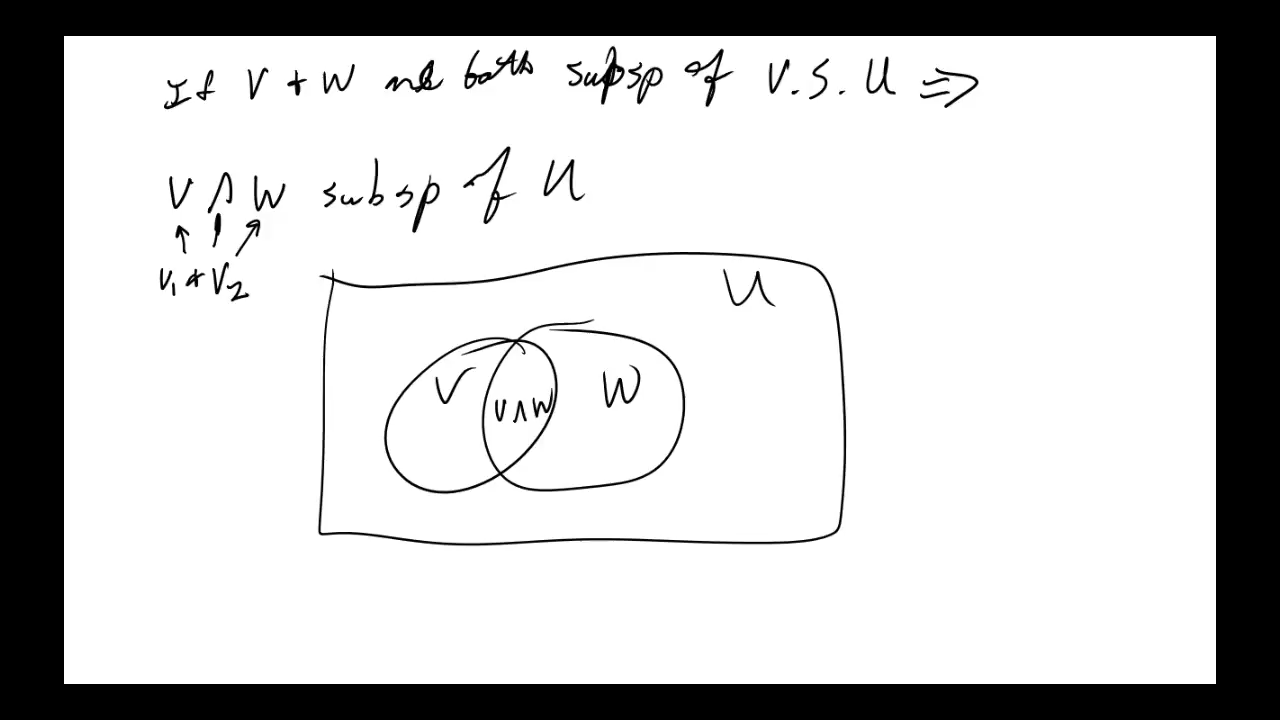 If V + W are both subsp of V.S. U ⇒
V ∩ W subsp of U
v₁ + v₂
U
V
V∩W
W